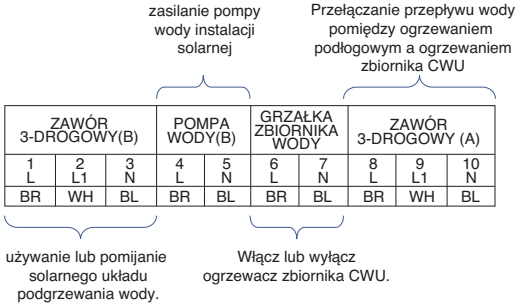 zasilanie pompy
wody instalacji
solarnej
Przełączanie przepływu wody
pomiędzy ogrzewaniem
podłogowym a ogrzewaniem
zbiornika CWU
ZAWÓR
3-DROGOWY(B)
POMPA
WODY(B)
GRZAŁKA
ZBIORNIKA
WODY
ZAWÓR
3-DROGOWY (A)
1 2 3 4 5 6 7 8 9 10
L L1 N L N L N L L1 N
BR WH BL BR BL BR BL BR WH BL
używanie lub pomijanie
solarnego układu
podgrzewania wody.
Włącz lub wyłącz
ogrzewacz zbiornika CWU.